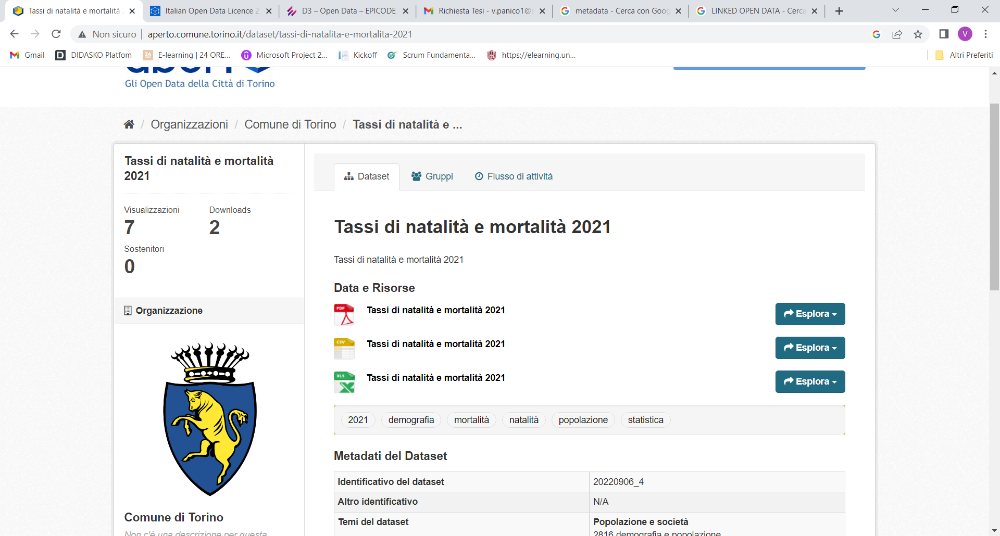 Tassi di natalità e mortalità
Italian Open Data Licence 2
D3 – Open Data – EPICODE
Richiesta Tesi - v.panico1@s
metadata - Cerca con Goog
LINKED OPEN DATA - Cerca
Non sicuro | aperto.comune.torino.it/dataset/tassi-di-natalita-e-mortalita-2021
V
Gmail
DIDASKO Platfom
E-learning | 24 ORE...
Microsoft Project 2...
Kickoff
Scrum Fundamenta...
https://elearning.un...
Altri Preferiti
Gli Open Data della Città di Torino
/ Organizzazioni / Comune di Torino / Tassi di natalità e ...
Tassi di natalità e mortalità
2021
Visualizzazioni
7
Downloads
2
Sostenitori
0
Organizzazione
Comune di Torino
Non c'è una descrizione per questa
Dataset
Gruppi
Flusso di attività
Tassi di natalità e mortalità 2021
Tassi di natalità e mortalità 2021
Data e Risorse
PDF
Tassi di natalità e mortalità 2021
Esplora
CSV
Tassi di natalità e mortalità 2021
Esplora
XLS
Tassi di natalità e mortalità 2021
Esplora
2021
demografia
mortalità
natalità
popolazione
statistica
Metadati del Dataset
Identificativo del dataset
20220906_4
Altro identificativo
N/A
Temi del dataset
Popolazione e società
2816 demografia e popolazione